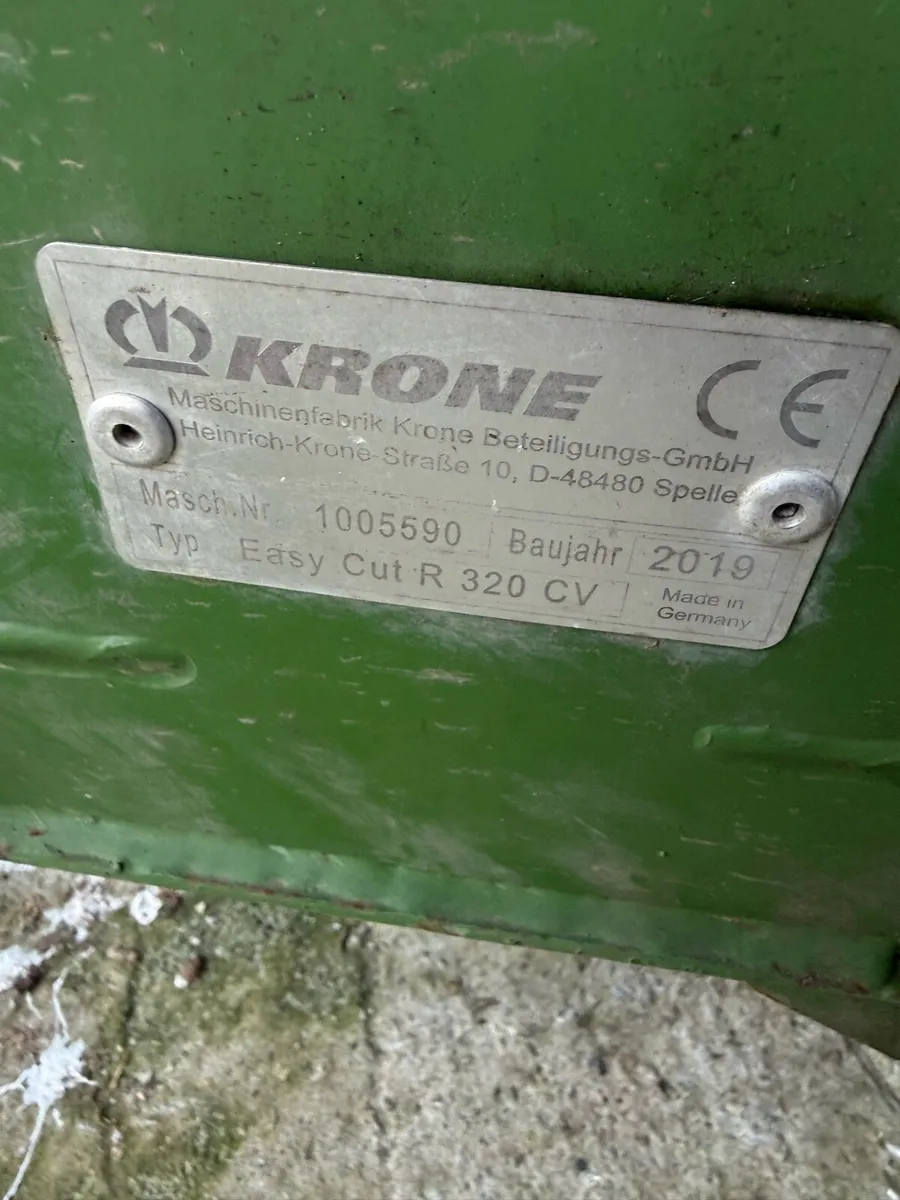 KRONE
CE
Maschinenfabrik Krone Beteiligungs-GmbH
Heinrich-Krone-Straße 10, D-48480 Spelle
Masch.Nr 1005590 Baujahr 2019
Typ Easy Cut R 320 CV
Made in
Germany